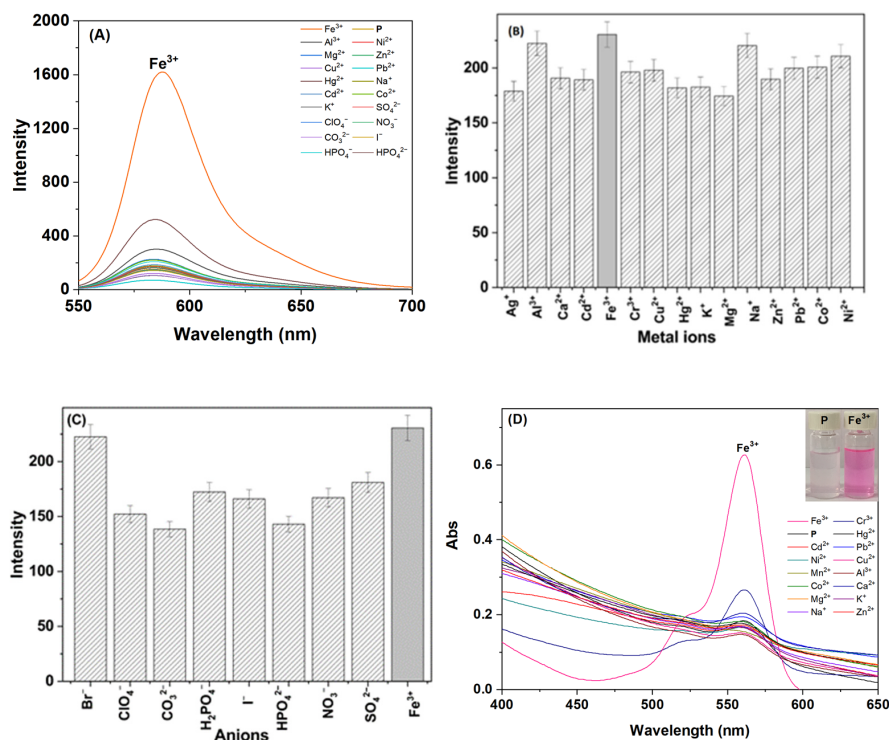 (A)
Fe³⁺
Fe³⁺ P
Al³⁺ Ni²⁺
Mg²⁺ Zn²⁺
Cu²⁺ Pb²⁺
Hg²⁺ Na⁺
Cd²⁺ Co²⁺
K⁺ SO₄²⁻
ClO₄⁻ NO₃⁻
CO₃²⁻ I⁻
HPO₄⁻ HPO₄²⁻
Intensity
2000
1600
1200
800
400
0
550 600 650 700
Wavelength (nm)
(B)
Intensity
225
200
150
100
50
0
Ag⁺ Al³⁺ Ca²⁺ Cd²⁺ Fe³⁺ Cr³⁺ Cu²⁺ Hg²⁺ K⁺ Mg²⁺ Na⁺ Zn²⁺ Pb²⁺ Co²⁺ Ni²⁺
Metal ions
(C)
Intensity
225
200
150
100
50
0
Br⁻ ClO₄⁻ CO₃²⁻ H₂PO₄⁻ I⁻ HPO₄²⁻ NO₃⁻ SO₄²⁻ Fe³⁺
Anions
(D)
P Fe³⁺
Fe³⁺
Fe³⁺ Cr³⁺
P Hg²⁺
Cd²⁺ Pb²⁺
Ni²⁺ Cu²⁺
Mn²⁺ Al³⁺
Co²⁺ Ca²⁺
Mg²⁺ K⁺
Na⁺ Zn²⁺
Abs
0.6
0.4
0.2
0.0
400 450 500 550 600 650
Wavelength (nm)